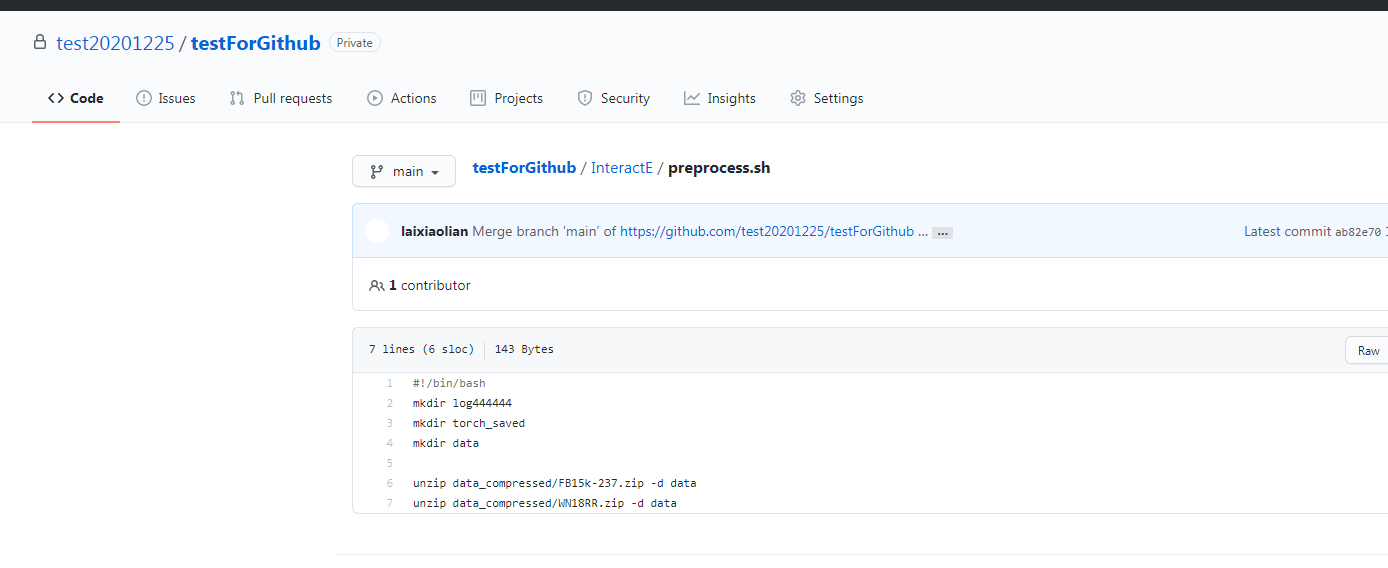 test20201225 / testForGithub Private
Code Issues Pull requests Actions Projects Security Insights Settings
main testForGithub / InteractE / preprocess.sh
laixiaolian Merge branch 'main' of https://github.com/test20201225/testForGithub ... ... Latest commit ab82e70
1 contributor
7 lines (6 sloc) 143 Bytes Raw
1 #!/bin/bash
2 mkdir log444444
3 mkdir torch_saved
4 mkdir data
5
6 unzip data_compressed/FB15k-237.zip -d data
7 unzip data_compressed/WN18RR.zip -d data